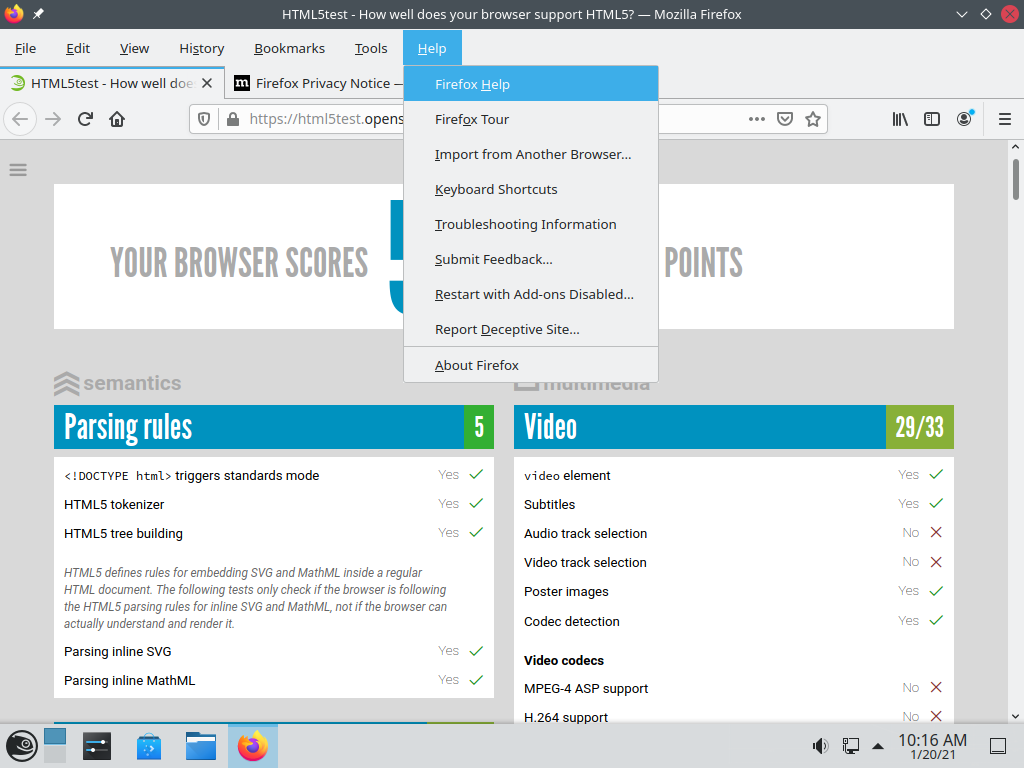 HTML5test - How well does your browser support HTML5? — Mozilla Firefox
File Edit View History Bookmarks Tools Help
HTML5test - How well doe
m Firefox Privacy Notice —
https://html5test.opens
Firefox Help
Firefox Tour
Import from Another Browser...
Keyboard Shortcuts
Troubleshooting Information
Submit Feedback...
Restart with Add-ons Disabled...
Report Deceptive Site...
About Firefox
YOUR BROWSER SCORES POINTS
semantics
multimedia
Parsing rules 5
<!DOCTYPE html> triggers standards mode Yes
HTML5 tokenizer Yes
HTML5 tree building Yes
HTML5 defines rules for embedding SVG and MathML inside a regular
HTML document. The following tests only check if the browser is following
the HTML5 parsing rules for inline SVG and MathML, not if the browser can
actually understand and render it.
Parsing inline SVG Yes
Parsing inline MathML Yes
Video 29/33
video element Yes
Subtitles Yes
Audio track selection No
Video track selection No
Poster images Yes
Codec detection Yes
Video codecs
MPEG-4 ASP support No
H.264 support No
10:16 AM
1/20/21